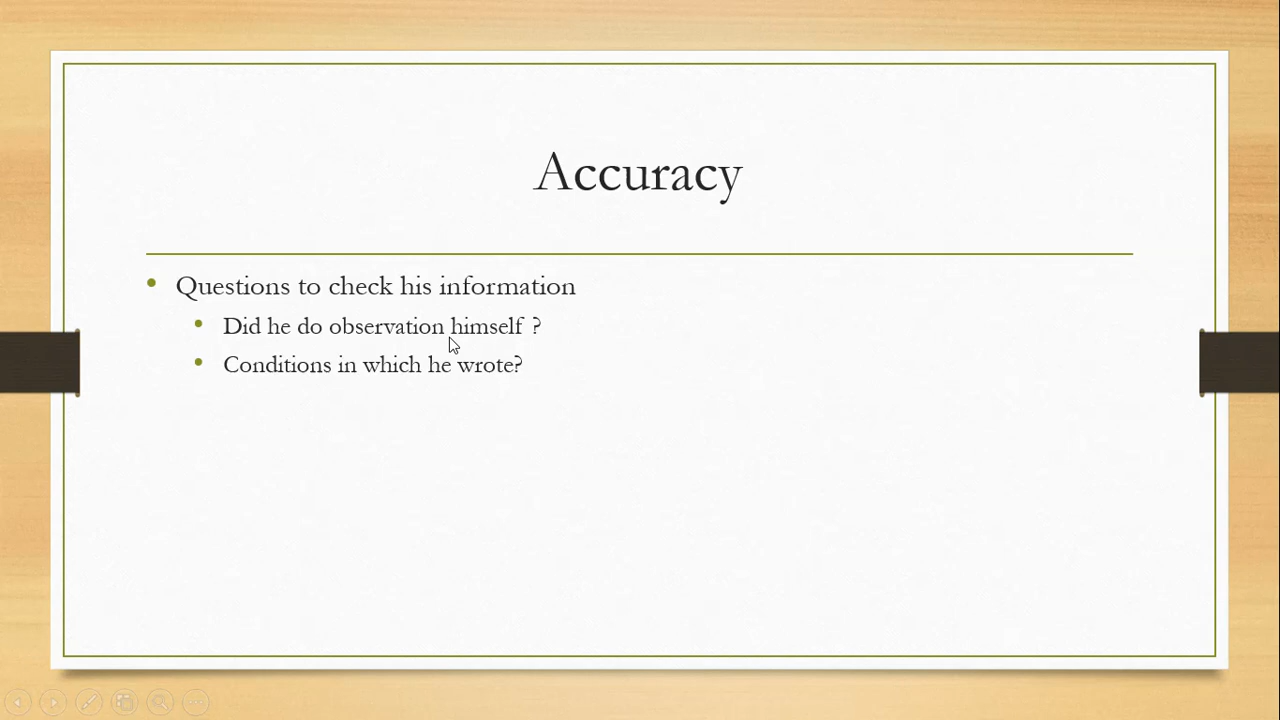 Accuracy
Questions to check his information
Did he do observation himself ?
Conditions in which he wrote?